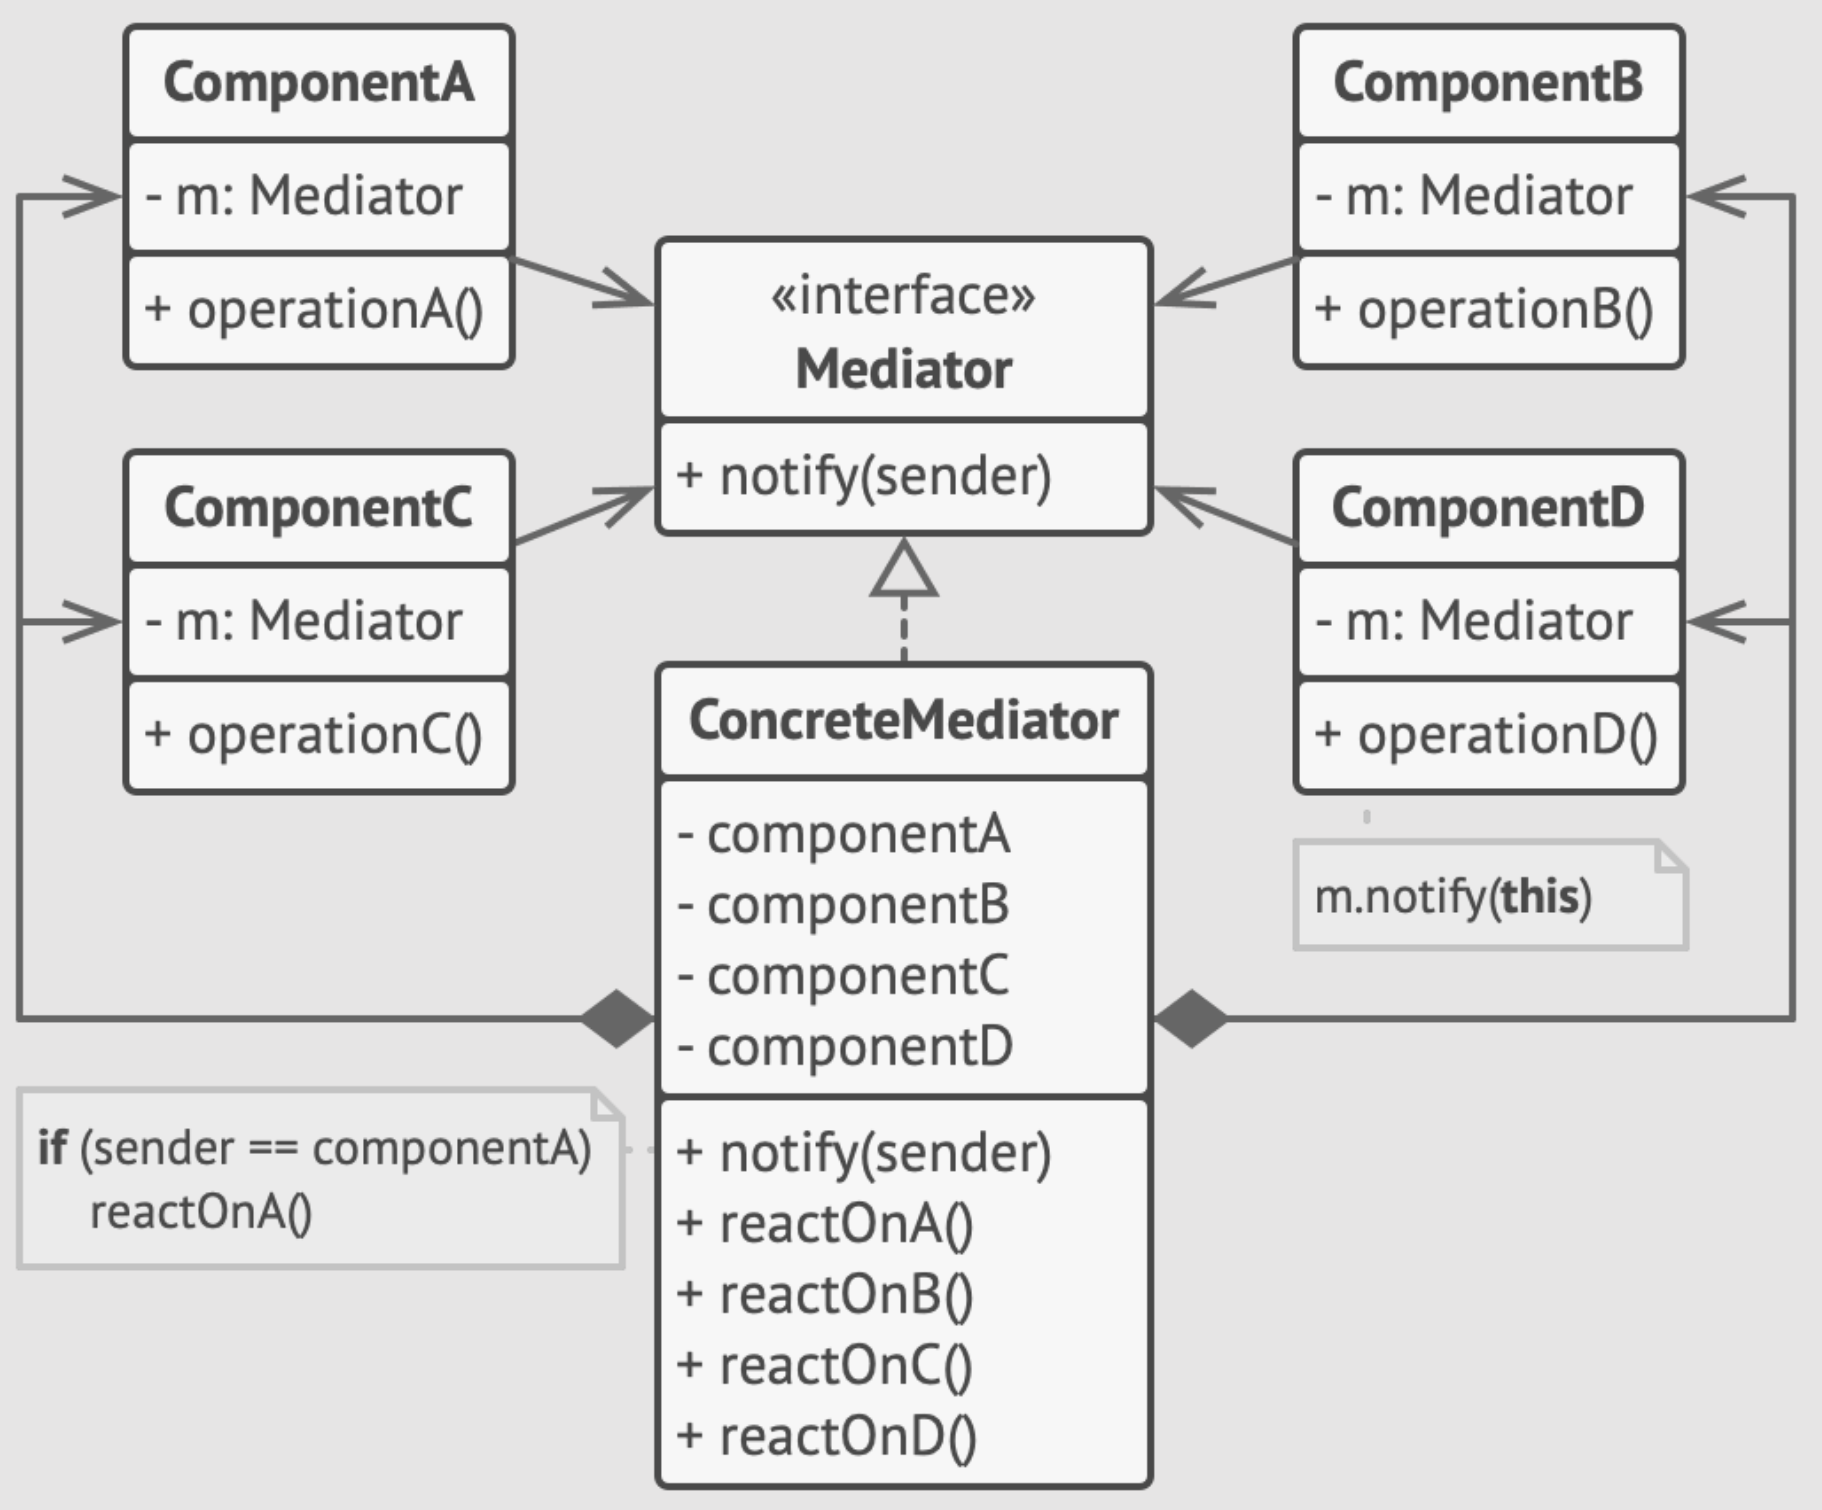 ComponentA
- m: Mediator
+ operationA()
ComponentB
- m: Mediator
+ operationB()
«interface»
Mediator
+ notify(sender)
ComponentC
- m: Mediator
+ operationC()
ComponentD
- m: Mediator
+ operationD()
m.notify(this)
ConcreteMediator
- componentA
- componentB
- componentC
- componentD
+ notify(sender)
+ reactOnA()
+ reactOnB()
+ reactOnC()
+ reactOnD()
if (sender == componentA)
reactOnA()